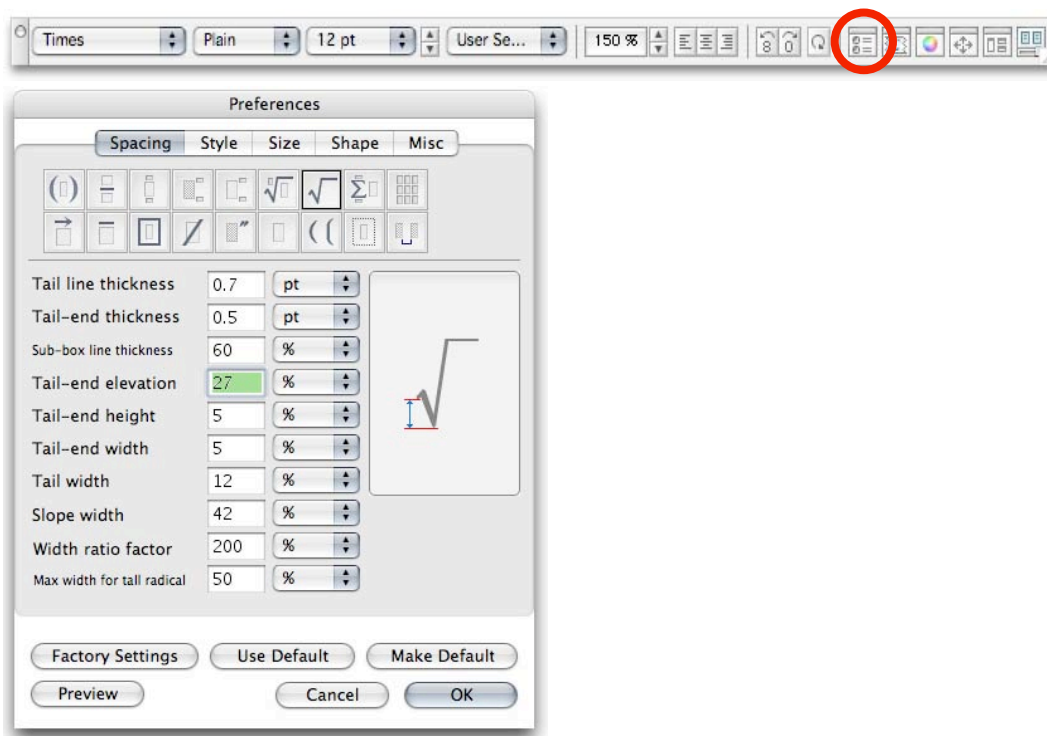 Times Plain 12 pt User Se... 150 % 8 0
Preferences
Spacing Style Size Shape Misc
Tail line thickness 0.7 pt
Tail-end thickness 0.5 pt
Sub-box line thickness 60 %
Tail-end elevation 27 %
Tail-end height 5 %
Tail-end width 5 %
Tail width 12 %
Slope width 42 %
Width ratio factor 200 %
Max width for tall radical 50 %
Factory Settings Use Default Make Default
Preview Cancel OK